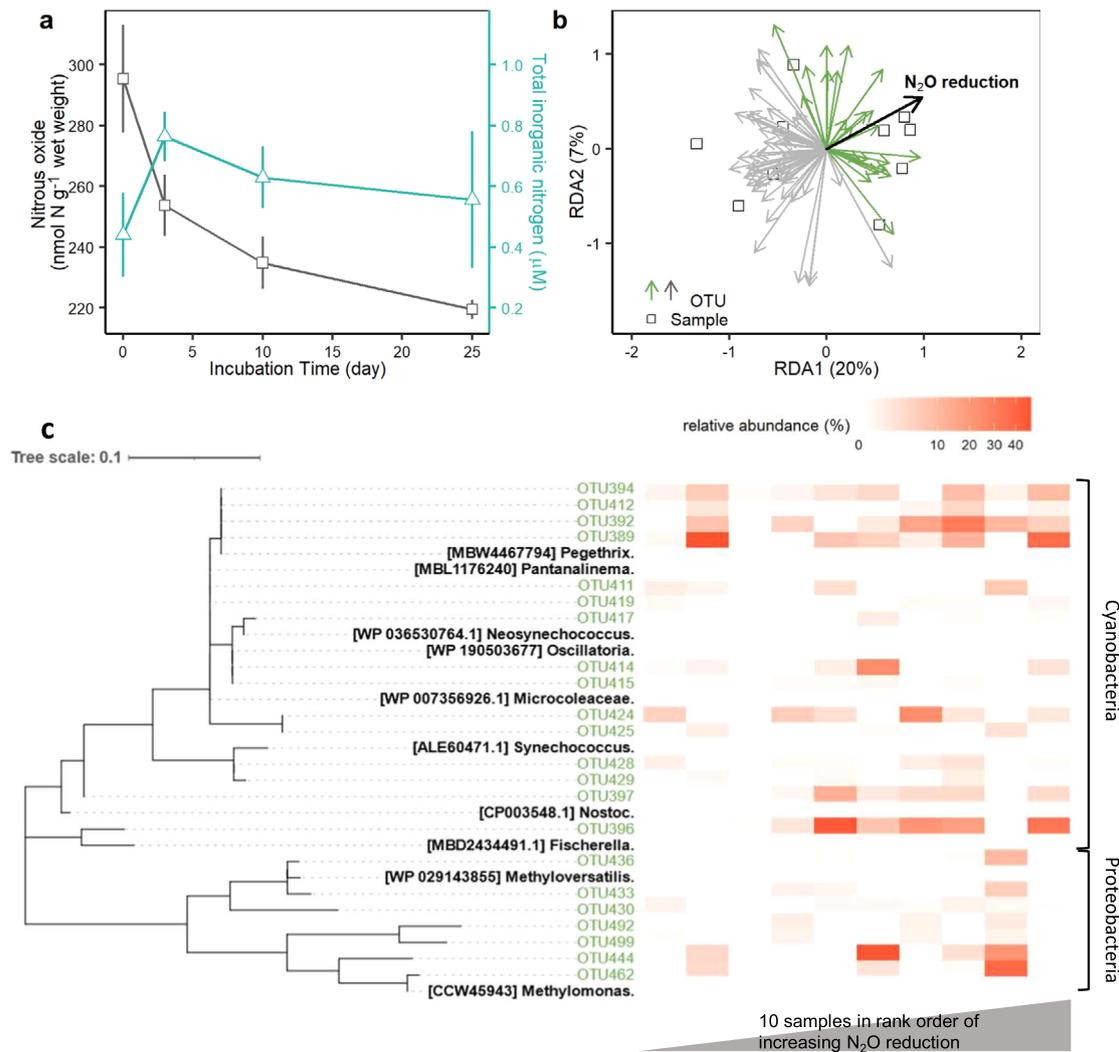 a
Nitrous oxide
(nmol N g⁻¹ wet weight)
300
280
260
240
220
1.0
0.8
0.6
0.4
0.2
Total inorganic nitrogen (μM)
0 5 10 15 20 25
Incubation Time (day)
b
RDA2 (7%)
1
0
-1
N₂O reduction
OTU
Sample
-2 -1 0 1 2
RDA1 (20%)
c
relative abundance (%)
0 10 20 30 40
Tree scale: 0.1
OTU394
OTU412
OTU392
OTU389
[MBW4467794] Pegethrix.
[MBL1176240] Pantanalinema.
OTU411
OTU419
OTU417
[WP 036530764.1] Neosynechococcus.
[WP 190503677] Oscillatoria.
OTU414
OTU415
[WP 007356926.1] Microcoleaceae.
OTU424
OTU425
[ALE60471.1] Synechococcus.
OTU428
OTU429
OTU397
[CP003548.1] Nostoc.
OTU396
[MBD2434491.1] Fischerella.
OTU436
[WP 029143855] Methyloversatilis.
OTU433
OTU430
OTU492
OTU499
OTU444
OTU462
[CCW45943] Methylomonas.
Cyanobacteria
Proteobacteria
10 samples in rank order of
increasing N₂O reduction